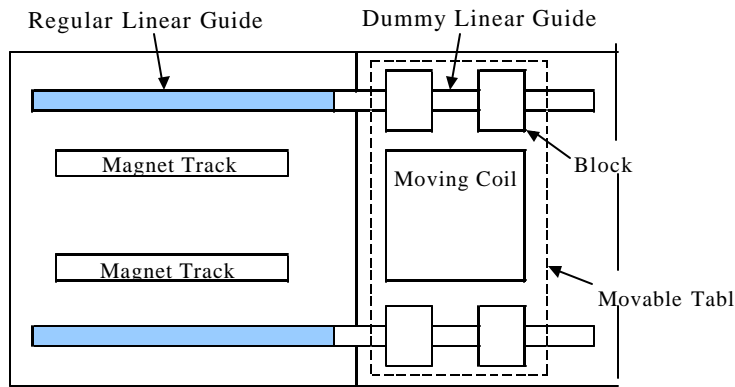 Regular Linear Guide
Dummy Linear Guide
Magnet Track
Moving Coil
Block
Magnet Track
Movable Tabl